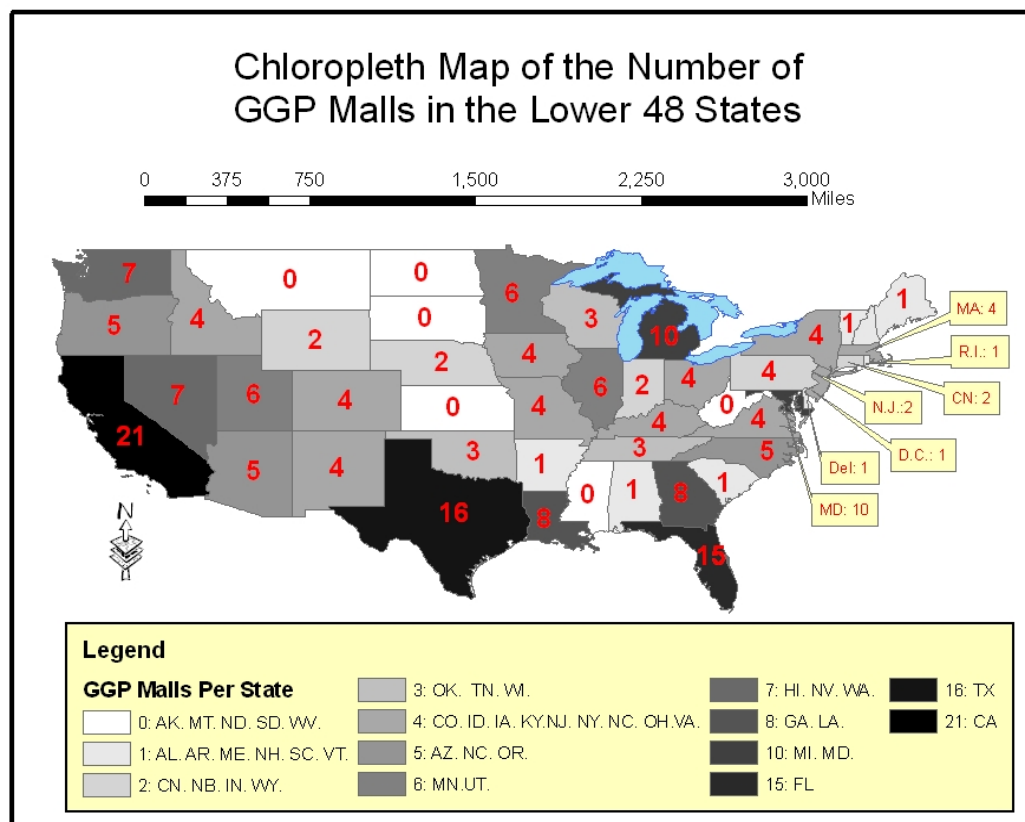 Chloropleth Map of the Number of
GGP Malls in the Lower 48 States
0 375 750 1,500 2,250 3,000
Miles
7
0
0
6
1
5
4
0
3
10
4
1
MA: 4
2
R.I.: 1
2
4
4
CN: 2
7
6
4
0
4
6
2
4
4
0
N.J.:2
21
4
4
D.C.: 1
5
4
3
1
3
5
Del: 1
16
8
0
1
8
1
MD: 10
15
N
Legend
GGP Malls Per State
0: AK. MT. ND. SD. WV.
1: AL. AR. ME. NH. SC. VT.
2: CN. NB. IN. WY.
3: OK. TN. WI.
4: CO. ID. IA. KY.NJ. NY. NC. OH.VA.
5: AZ. NC. OR.
6: MN.UT.
7: HI. NV. WA.
8: GA. LA.
10: MI. MD.
15: FL
16: TX
21: CA